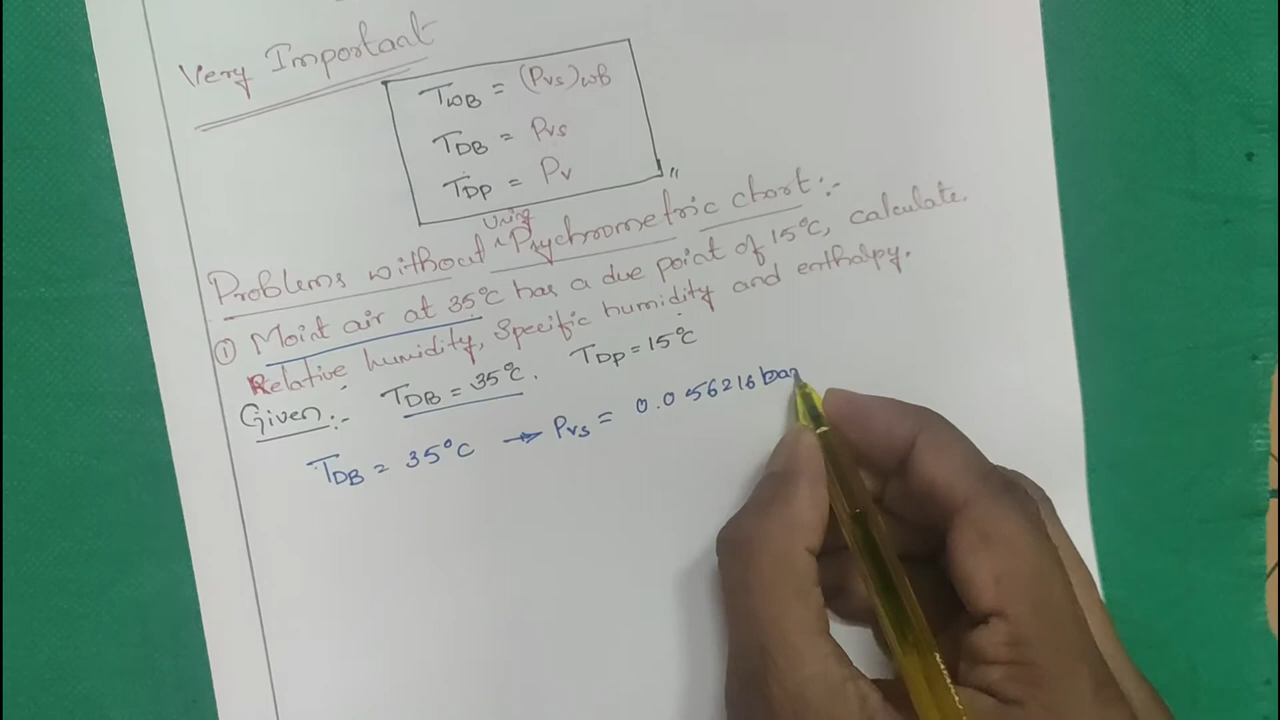 Very Important
TWB = (Pvs)wB
TDB = Pvs
TDP = Pv
Problems without Using Psychrometric chart:-
① Moist air at 35°C has a due point of 15°C, calculate.
Relative humidity, Specific humidity and enthalpy.
Given:- TDB = 35°C. TDP = 15°C
TDB = 35°C → Pvs = 0.056216 bar